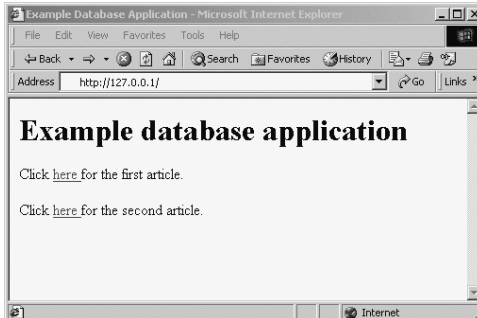 Example Database Application - Microsoft Internet Explorer
File Edit View Favorites Tools Help
Back Search Favorites History
Address http://127.0.0.1/ Go Links »
Example database application
Click here for the first article.
Click here for the second article.
Internet